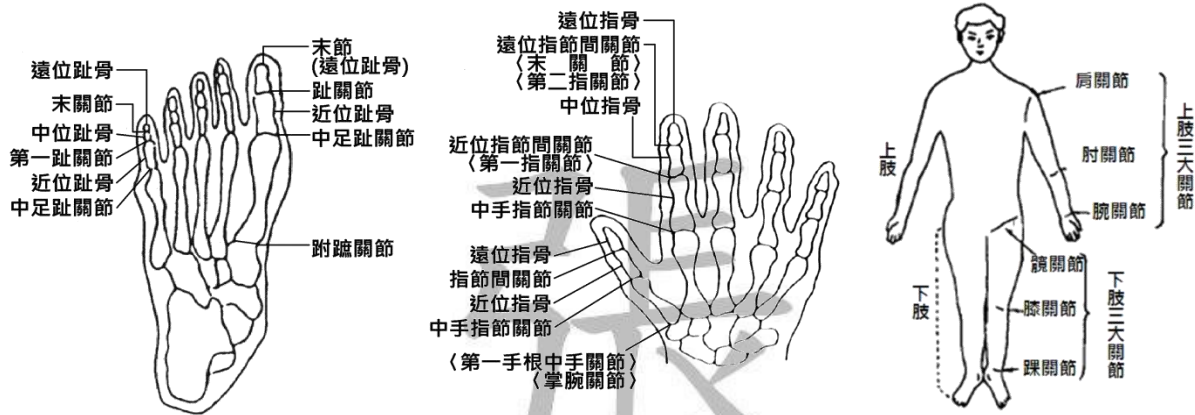 末節
(遠位趾骨)
趾關節
近位趾骨
中足趾關節
跗蹠關節
遠位趾骨
末關節
中位趾骨
第一趾關節
近位趾骨
中足趾關節
遠位指骨
遠位指節間關節
〈末關節〉
〈第二指關節〉
中位指骨
近位指節間關節
〈第一指關節〉
近位指骨
中手指節關節
遠位指骨
指節間關節
近位指骨
中手指節關節
〈第一手根中手關節〉
〈掌腕關節〉
上肢
肩關節
肘關節
腕關節
上肢三大關節
下肢
髖關節
膝關節
踝關節
下肢三大關節